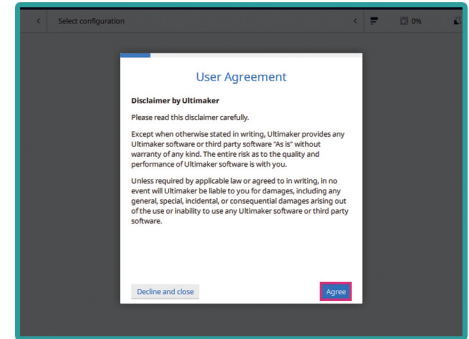 Select configuration
0%
User Agreement
Disclaimer by Ultimaker
Please read this disclaimer carefully.
Except when otherwise stated in writing, Ultimaker provides any
Ultimaker software or third party software "As is" without
warranty of any kind. The entire risk as to the quality and
performance of Ultimaker software is with you.
Unless required by applicable law or agreed to in writing, in no
event will Ultimaker be liable to you for damages, including any
general, special, incidental, or consequential damages arising out
of the use or inability to use any Ultimaker software or third party
software.
Decline and close
Agree